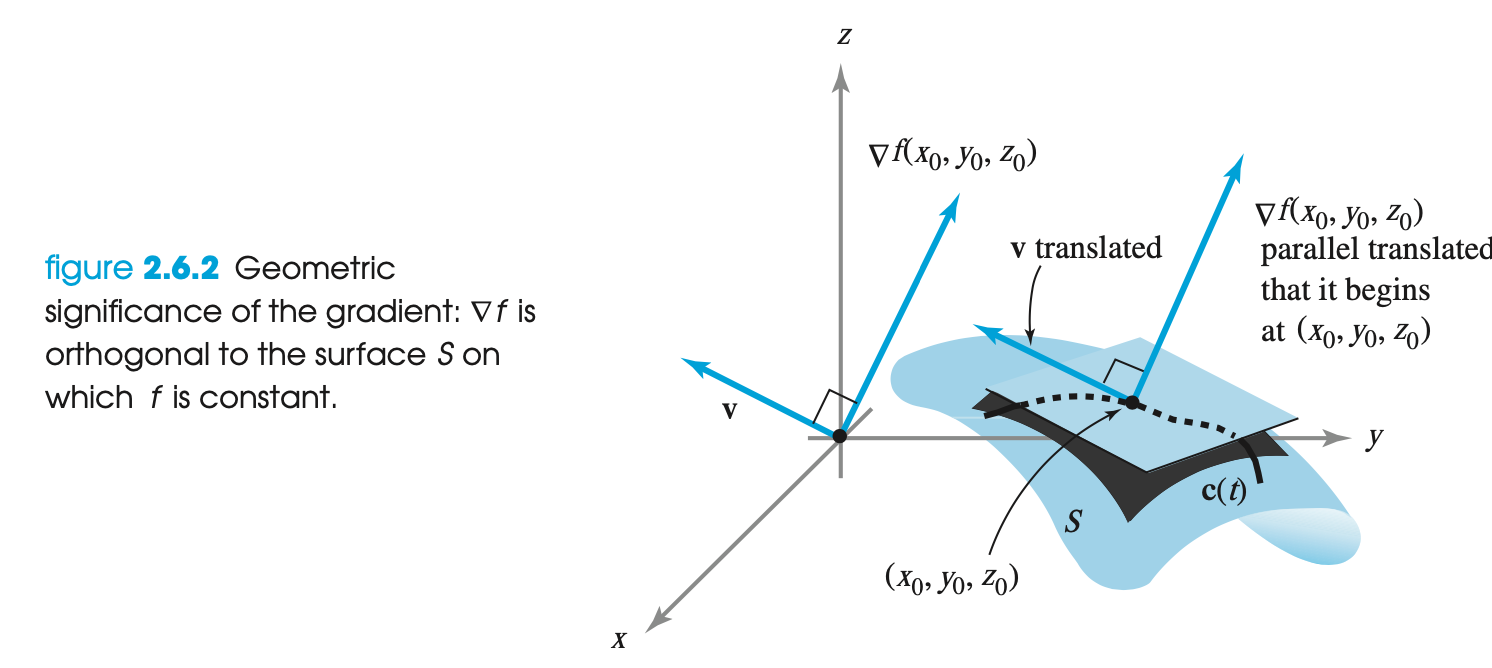 figure 2.6.2 Geometric
significance of the gradient: ∇f is
orthogonal to the surface S on
which f is constant.
z
∇f(x₀, y₀, z₀)
∇f(x₀, y₀, z₀)
parallel translated
that it begins
at (x₀, y₀, z₀)
v translated
v
y
c(t)
S
(x₀, y₀, z₀)
x